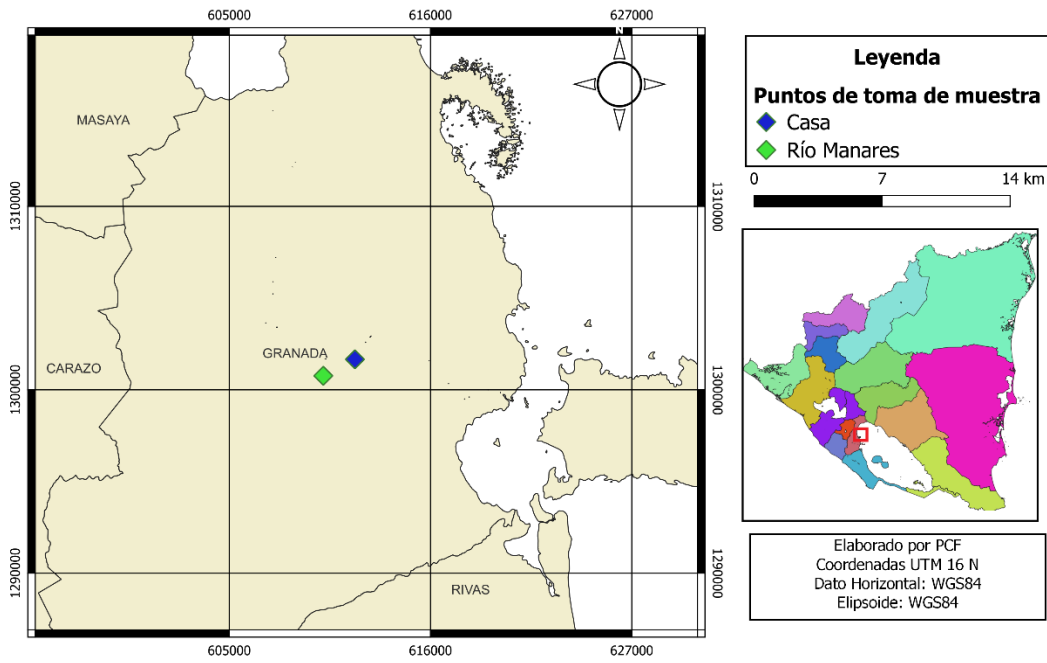 605000
616000
627000
N
MASAYA
CARAZO
GRANADA
RIVAS
1310000
1300000
1290000
1310000
1300000
1290000
605000
616000
627000
Leyenda
Puntos de toma de muestra
Casa
Río Manares
0 7 14 km
Elaborado por PCF
Coordenadas UTM 16 N
Dato Horizontal: WGS84
Elipsoide: WGS84